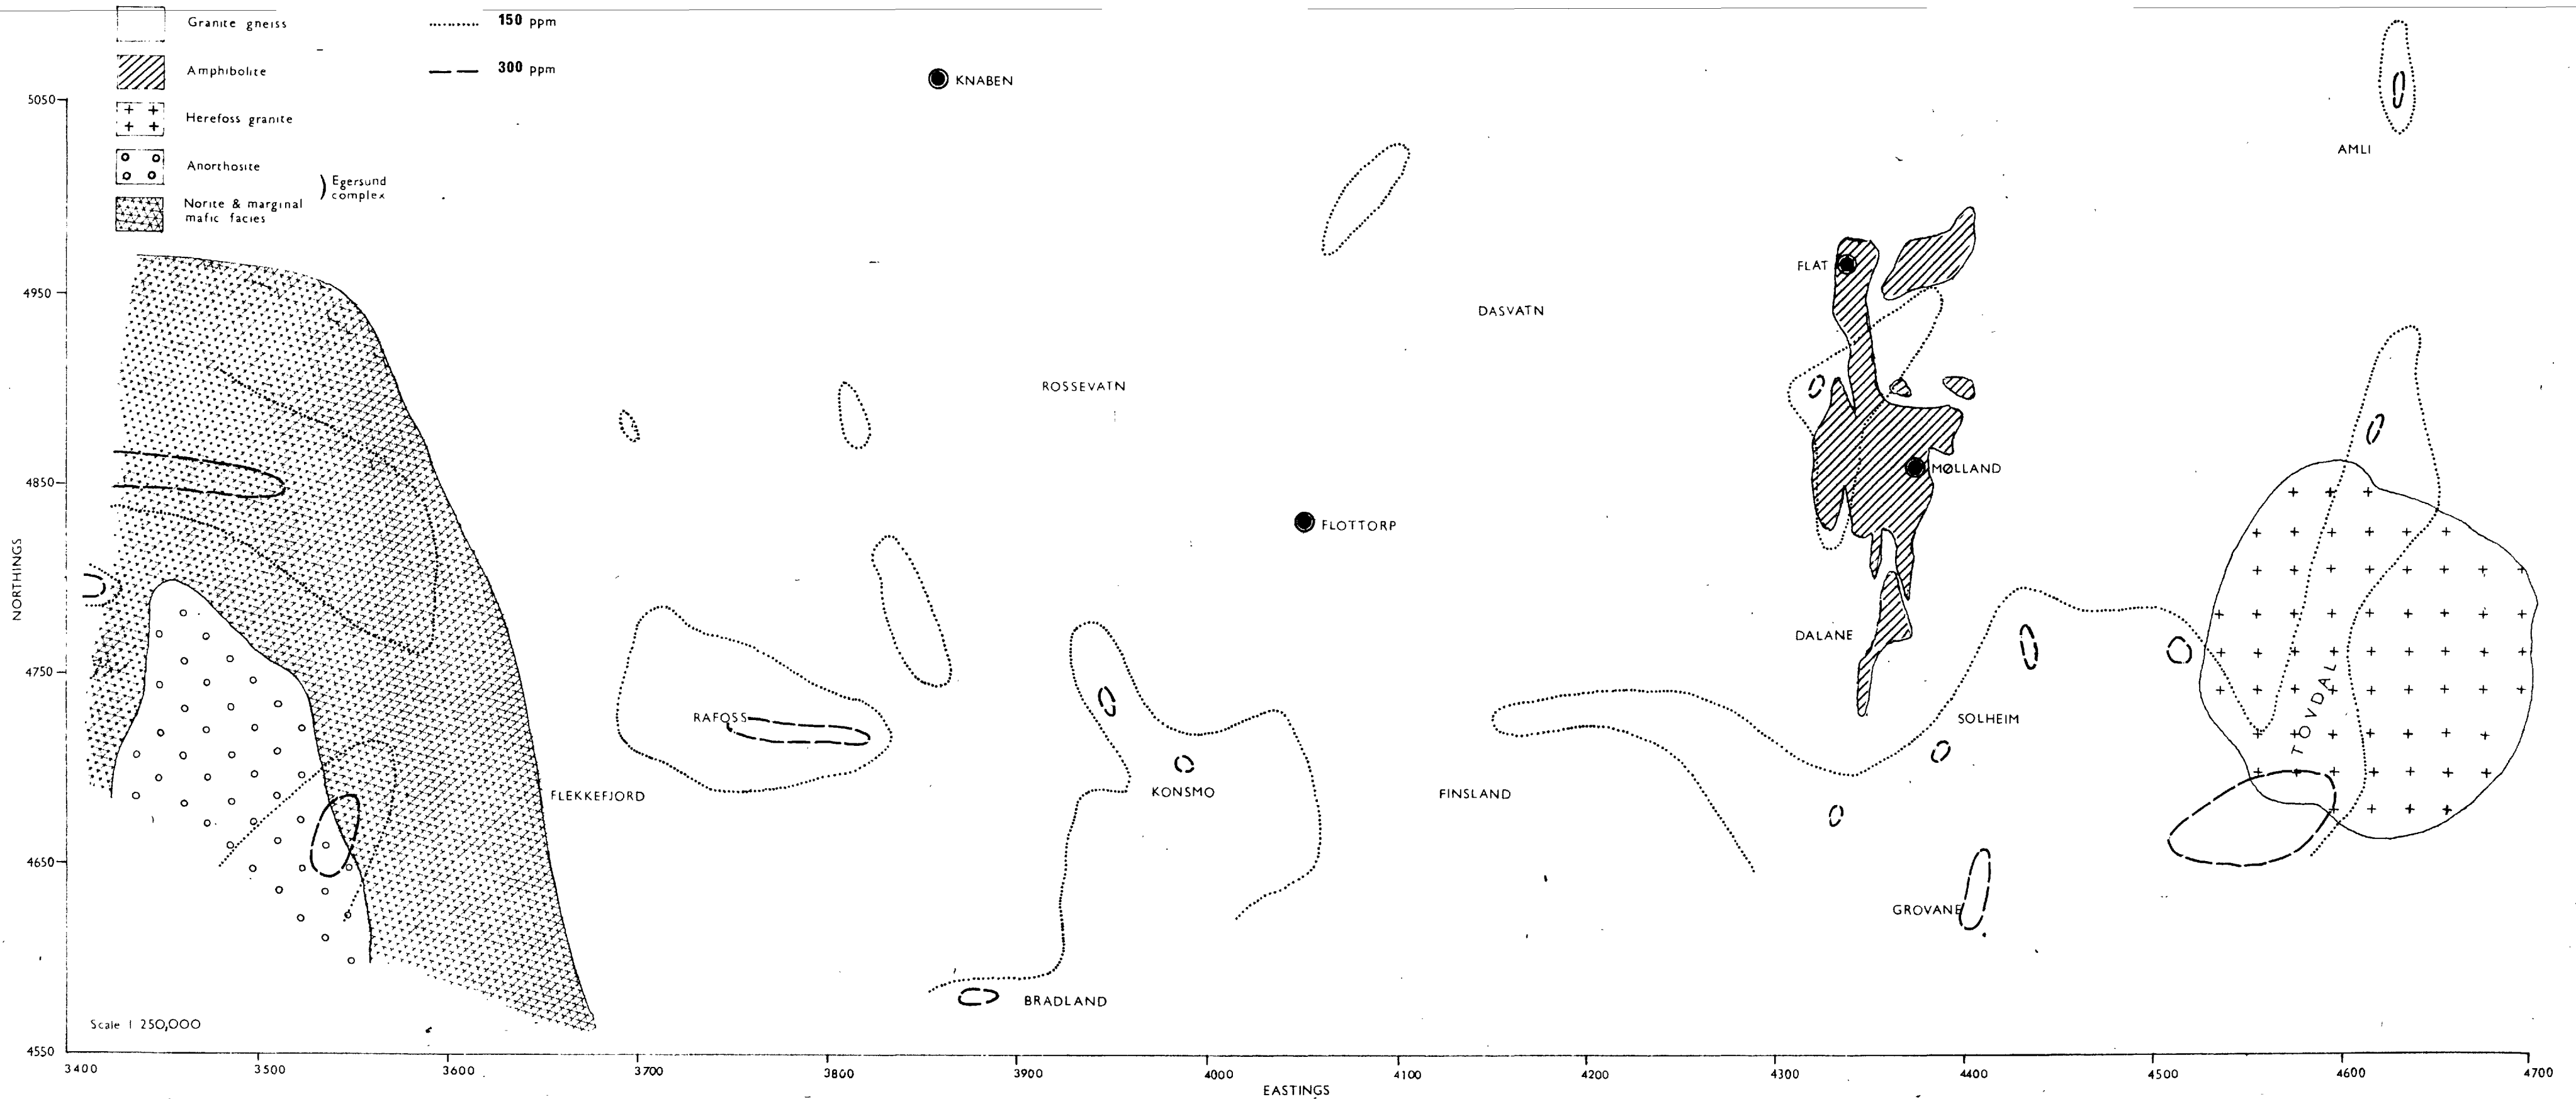 Granite gneiss
150 ppm
Amphibolite
300 ppm
KNABEN
5050
Herefoss granite
AMLI
Anorthosite
) Egersund
complex
Norite & marginal
mafic facies
FLAT
4950
DASVATN
ROSSEVATN
MØLLAND
4850
FLOTTORP
NORTHINGS
DALANE
4750
TOVDAL
RAFOSS
SOLHEIM
FLEKKEFJORD
KONSMO
FINSLAND
4650
GROVANE
BRADLAND
Scale 1 250,000
4550
3400
3500
3600
3700
3800
3900
4000
4100
4200
4300
4400
4500
4600
4700
EASTINGS